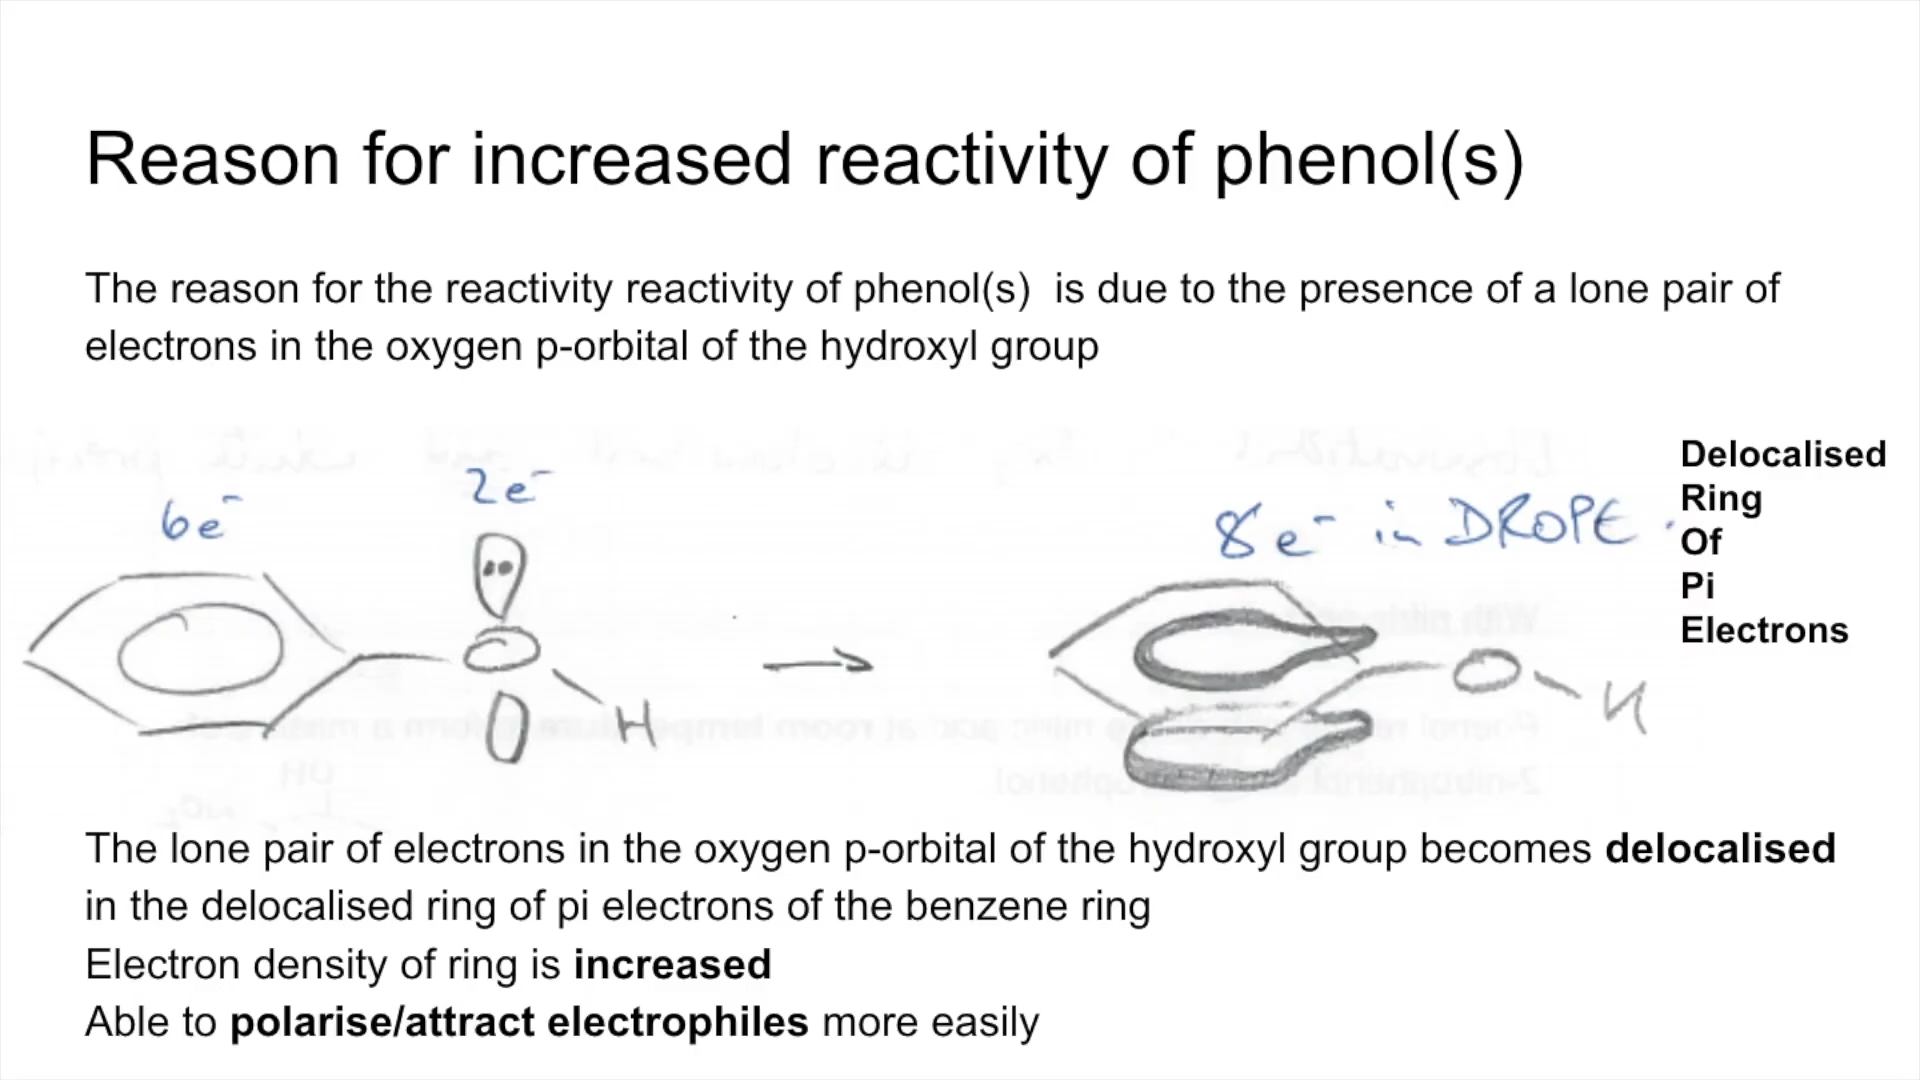 Reason for increased reactivity of phenol(s)
The reason for the reactivity reactivity of phenol(s)  is due to the presence of a lone pair of
electrons in the oxygen p-orbital of the hydroxyl group
6e⁻
2e⁻
H
8e⁻ in DROPE.
O
H
Delocalised
Ring
Of
Pi
Electrons
The lone pair of electrons in the oxygen p-orbital of the hydroxyl group becomes delocalised
in the delocalised ring of pi electrons of the benzene ring
Electron density of ring is increased
Able to polarise/attract electrophiles more easily